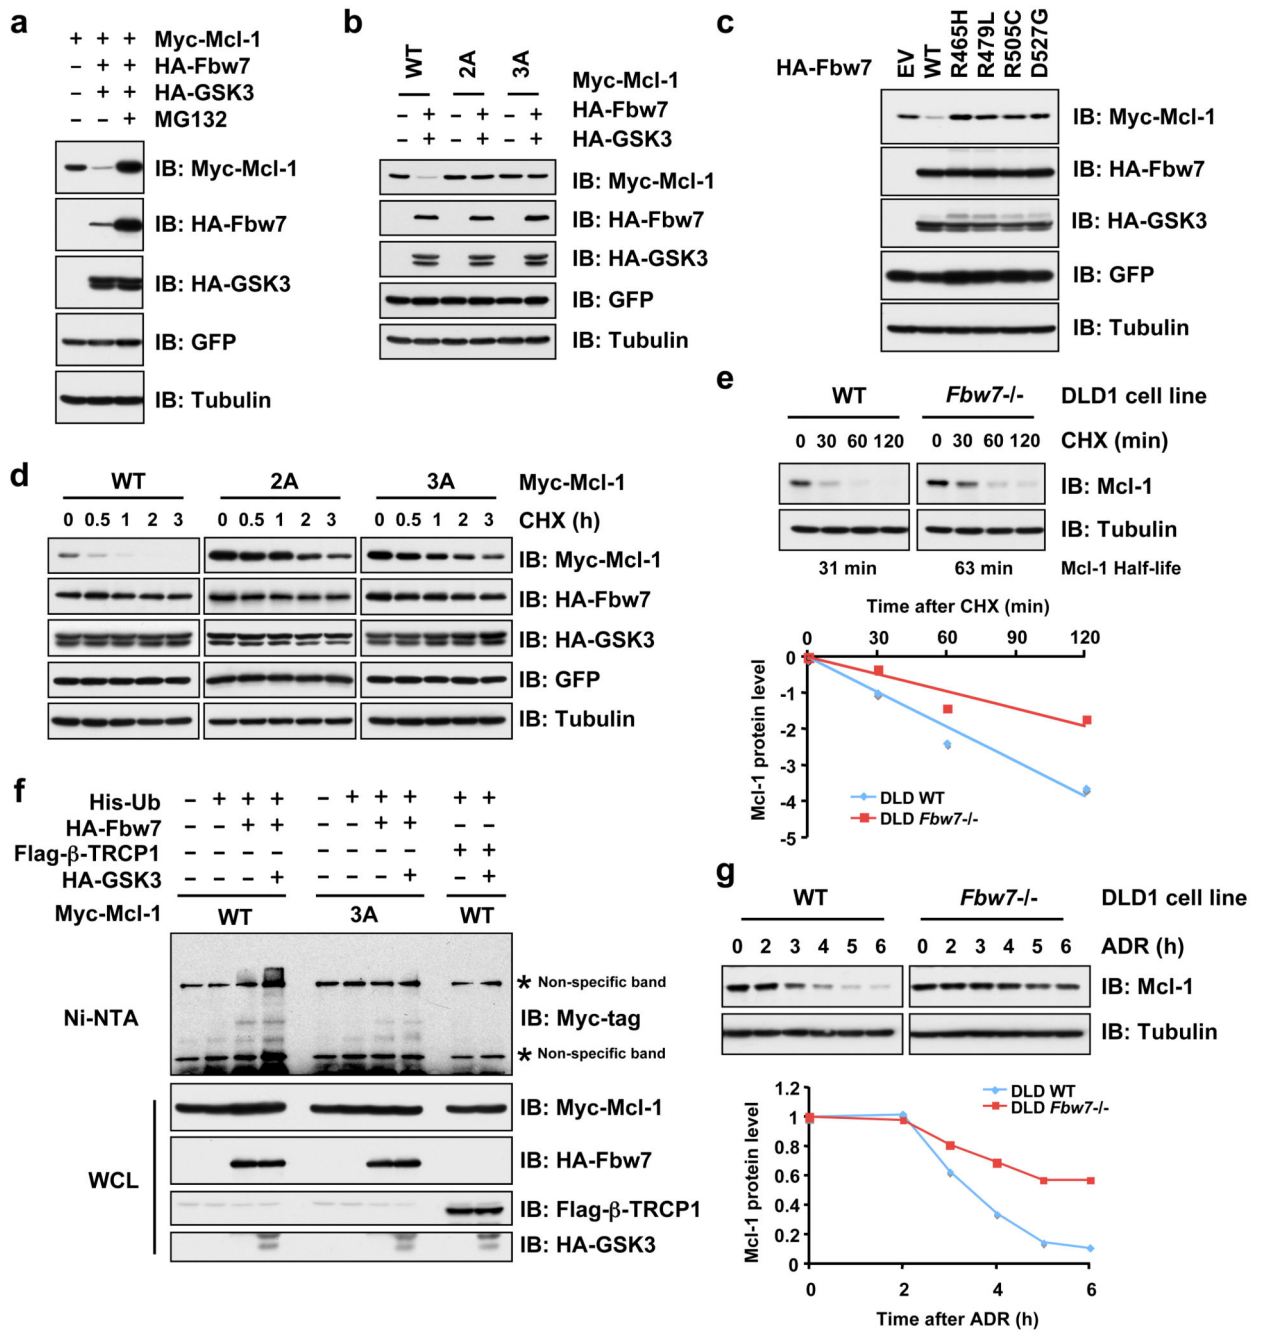 a
+ + + Myc-Mcl-1
– + + HA-Fbw7
– + + HA-GSK3
+ MG132
IB: Myc-Mcl-1
IB: HA-Fbw7
IB: HA-GSK3
IB: GFP
IB: Tubulin
b
WT 2A 3A Myc-Mcl-1
– + – + – + HA-Fbw7
– + – + – + HA-GSK3
IB: Myc-Mcl-1
IB: HA-Fbw7
IB: HA-GSK3
IB: GFP
IB: Tubulin
c
HA-Fbw7 EV WT R465H R479L R505C D527G
IB: Myc-Mcl-1
IB: HA-Fbw7
IB: HA-GSK3
IB: GFP
IB: Tubulin
d
WT 2A 3A Myc-Mcl-1
0 0.5 1 2 3 0 0.5 1 2 3 0 0.5 1 2 3 CHX (h)
IB: Myc-Mcl-1
IB: HA-Fbw7
IB: HA-GSK3
IB: GFP
IB: Tubulin
e
WT Fbw7-/- DLD1 cell line
0 30 60 120 0 30 60 120 CHX (min)
IB: Mcl-1
IB: Tubulin
31 min 63 min Mcl-1 Half-life
Time after CHX (min)
0 30 60 90 120
0
-1
-2
-3
-4
-5
Mcl-1 protein level
DLD WT
DLD Fbw7-/-
f
His-Ub – + + + – + + + + +
HA-Fbw7 – – + + – – + + – –
Flag-β-TRCP1 – – – – – – – – + +
HA-GSK3 – – – + – – – + – +
Myc-Mcl-1 WT 3A WT
Ni-NTA
* Non-specific band
IB: Myc-tag
* Non-specific band
WCL
IB: Myc-Mcl-1
IB: HA-Fbw7
IB: Flag-β-TRCP1
IB: HA-GSK3
g
WT Fbw7-/- DLD1 cell line
0 2 3 4 5 6 0 2 3 4 5 6 ADR (h)
IB: Mcl-1
IB: Tubulin
1.2
1
0.8
0.6
0.4
0.2
0
Mcl-1 protein level
DLD WT
DLD Fbw7-/-
0 2 4 6
Time after ADR (h)